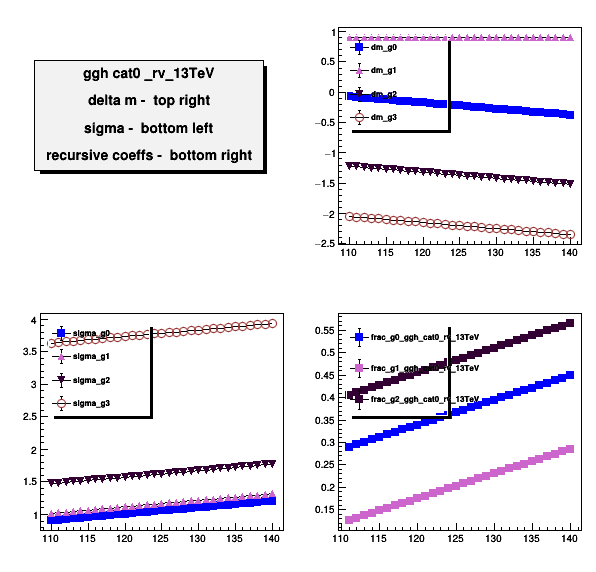 ggh cat0 _rv_13TeV
delta m - top right
sigma - bottom left
recursive coeffs - bottom right
1
0.5
0
−0.5
−1
−1.5
−2
−2.5
dm_g0
dm_g1
dm_g2
dm_g3
110 115 120 125 130 135 140
4
3.5
3
2.5
2
1.5
1
sigma_g0
sigma_g1
sigma_g2
sigma_g3
110 115 120 125 130 135 140
0.55
0.5
0.45
0.4
0.35
0.3
0.25
0.2
0.15
frac_g0_ggh_cat0_rv_13TeV
frac_g1_ggh_cat0_rv_13TeV
frac_g2_ggh_cat0_rv_13TeV
110 115 120 125 130 135 140